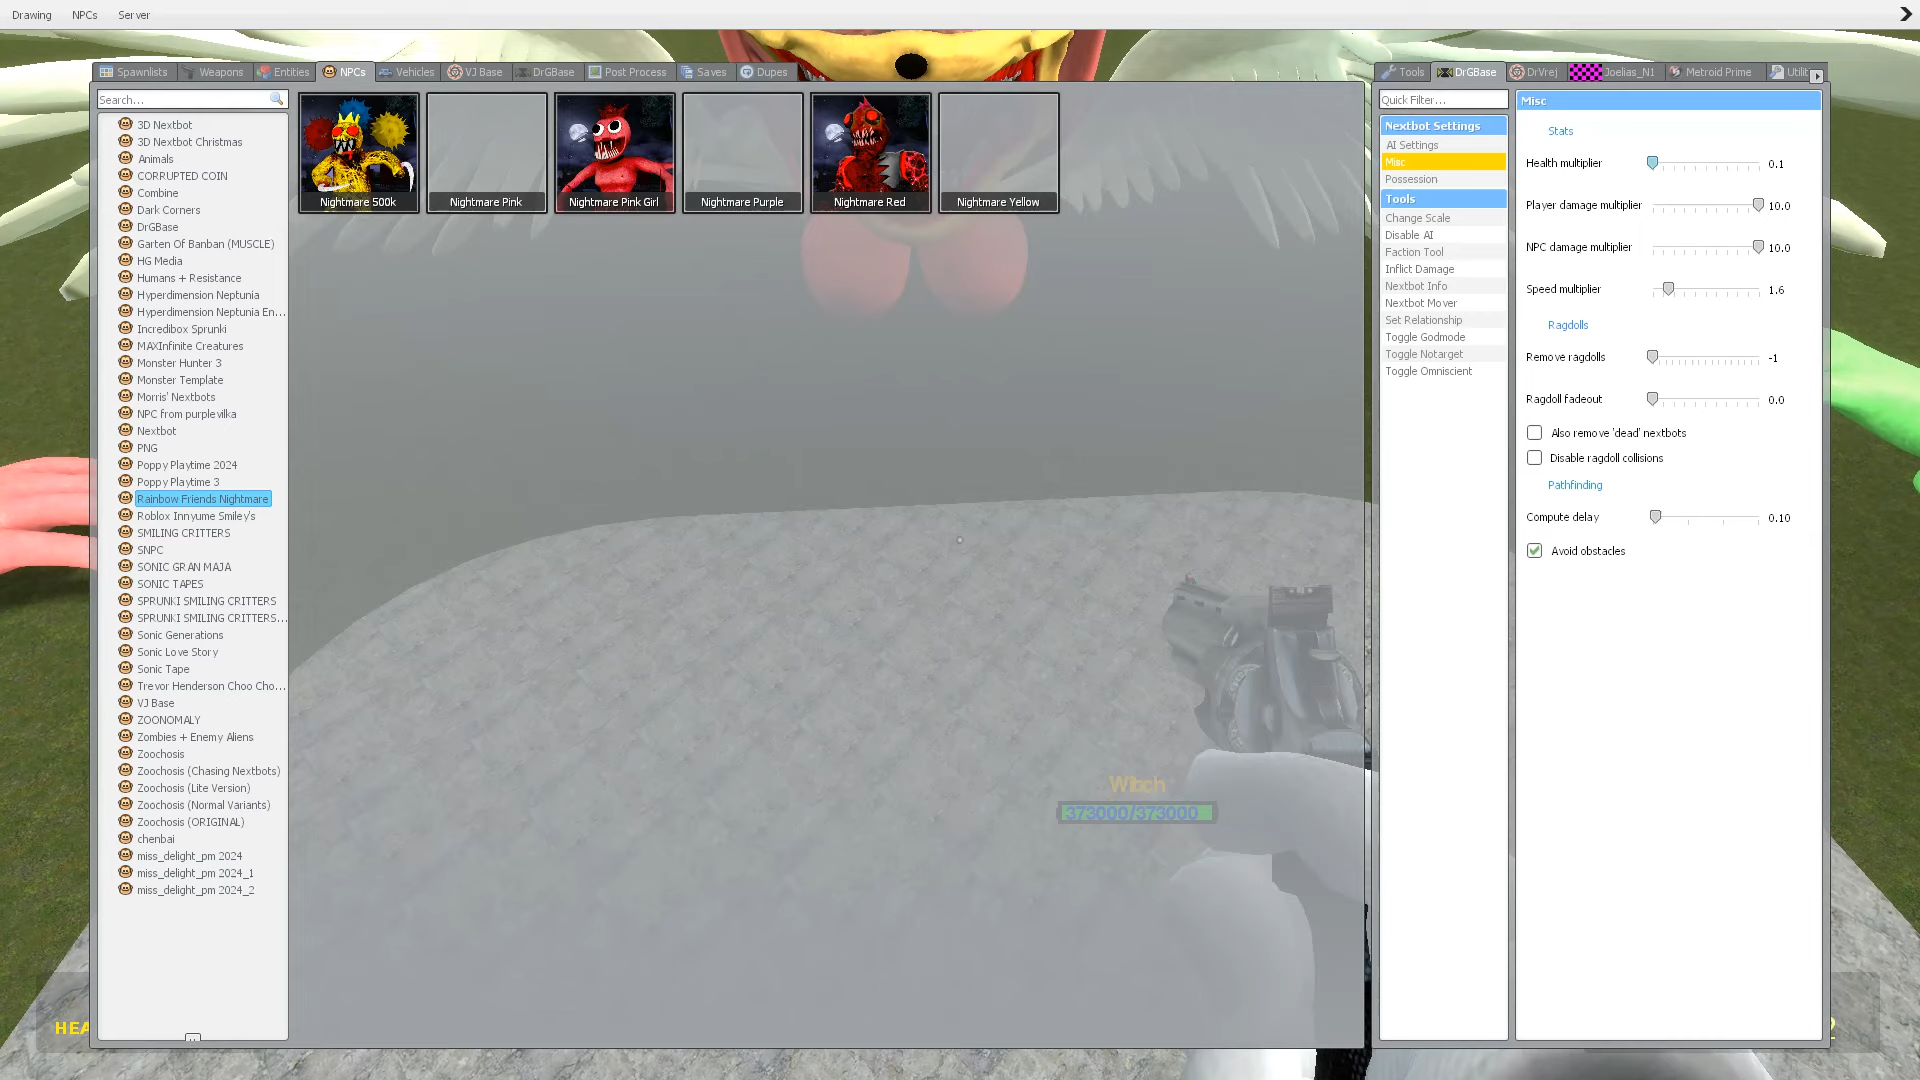 Drawing NPCs Server
Spawnlists Weapons Entities NPCs Vehicles VJ Base DrGBase Post Process Saves Dupes
Tools DrGBase DrVrej Joelias_N1 Metroid Prime Utilit
Search...
3D Nextbot
3D Nextbot Christmas
Animals
CORRUPTED COIN
Combine
Dark Corners
DrGBase
Garten Of Banban (MUSCLE)
HG Media
Humans + Resistance
Hyperdimension Neptunia
Hyperdimension Neptunia En...
Incredibox Sprunki
MAXInfinite Creatures
Monster Hunter 3
Monster Template
Morris' Nextbots
NPC from purplevilka
Nextbot
PNG
Poppy Playtime 2024
Poppy Playtime 3
Rainbow Friends Nightmare
Roblox Innyume Smiley's
SMILING CRITTERS
SNPC
SONIC GRAN MAJA
SONIC TAPES
SPRUNKI SMILING CRITTERS
SPRUNKI SMILING CRITTERS...
Sonic Generations
Sonic Love Story
Sonic Tape
Trevor Henderson Choo Cho...
VJ Base
ZOONOMALY
Zombies + Enemy Aliens
Zoochosis
Zoochosis (Chasing Nextbots)
Zoochosis (Lite Version)
Zoochosis (Normal Variants)
Zoochosis (ORIGINAL)
chenbai
miss_delight_pm 2024
miss_delight_pm 2024_1
miss_delight_pm 2024_2
Nightmare 500k
Nightmare Pink
Nightmare Pink Girl
Nightmare Purple
Nightmare Red
Nightmare Yellow
373000/373000
HEA
Quick Filter...
Nextbot Settings
AI Settings
Misc
Possession
Tools
Change Scale
Disable AI
Faction Tool
Inflict Damage
Nextbot Info
Nextbot Mover
Set Relationship
Toggle Godmode
Toggle Notarget
Toggle Omniscient
Misc
Stats
Health multiplier 0.1
Player damage multiplier 10.0
NPC damage multiplier 10.0
Speed multiplier 1.6
Ragdolls
Remove ragdolls -1
Ragdoll fadeout 0.0
Also remove 'dead' nextbots
Disable ragdoll collisions
Pathfinding
Compute delay 0.10
Avoid obstacles